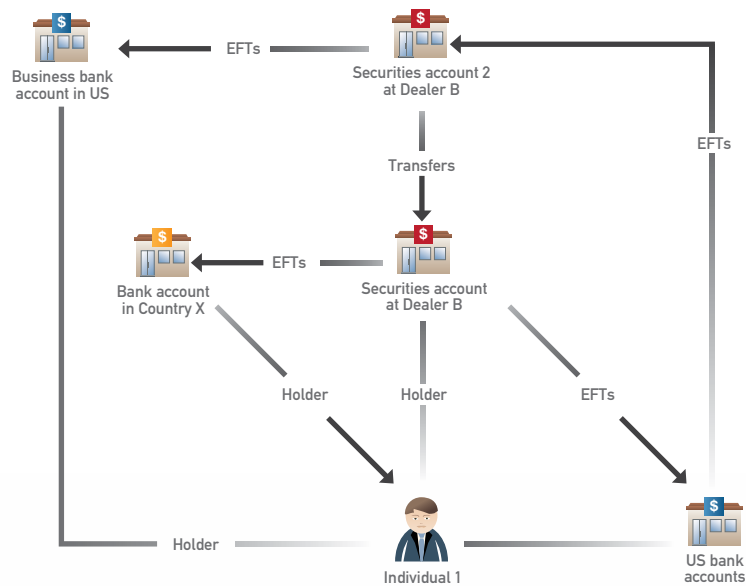 $
$
EFTs
Business bank
account in US
Securities account 2
at Dealer B
EFTs
Transfers
$
$
EFTs
Bank account
in Country X
Securities account
at Dealer B
Holder
Holder
EFTs
$
Holder
Individual 1
US bank
accounts